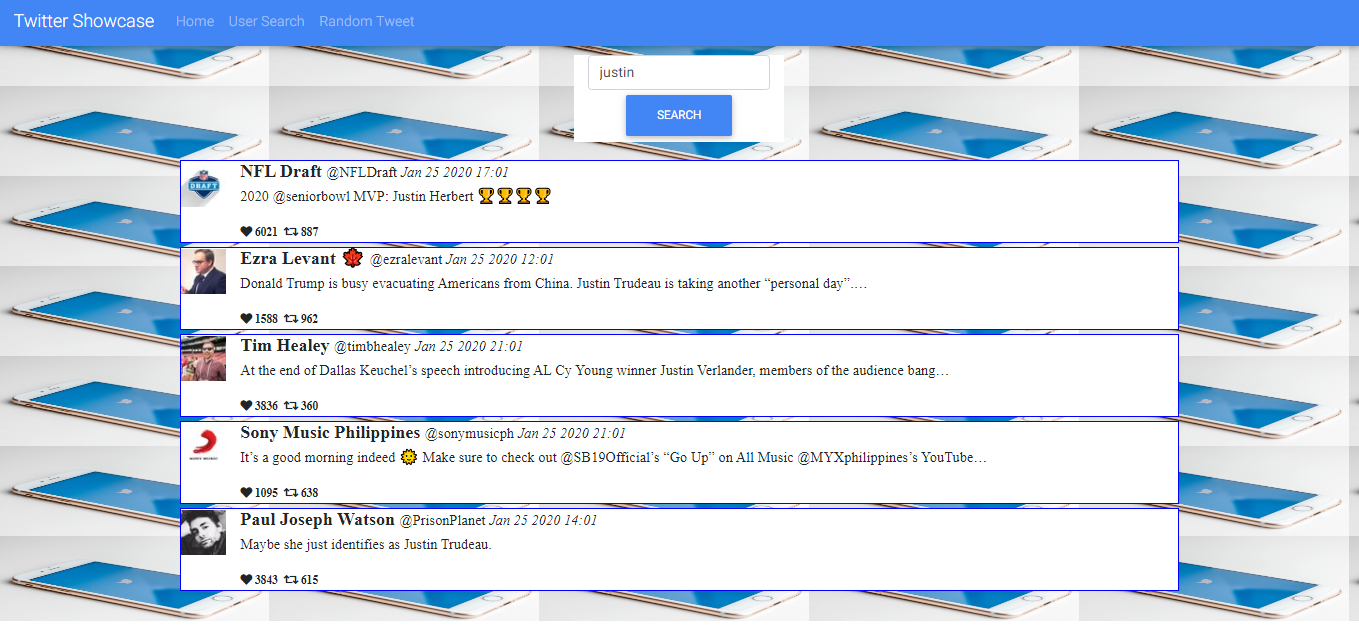 Twitter Showcase Home User Search Random Tweet
justin
SEARCH
DRAFT
NFL Draft @NFLDraft Jan 25 2020 17:01
2020 @seniorbowl MVP: Justin Herbert 🏆🏆🏆🏆
6021 887
Ezra Levant 🍁 @ezralevant Jan 25 2020 12:01
Donald Trump is busy evacuating Americans from China. Justin Trudeau is taking another “personal day”.…
1588 962
Tim Healey @timbhealey Jan 25 2020 21:01
At the end of Dallas Keuchel’s speech introducing AL Cy Young winner Justin Verlander, members of the audience bang…
3836 360
SONY MUSIC
Sony Music Philippines @sonymusicph Jan 25 2020 21:01
It’s a good morning indeed 🌞 Make sure to check out @SB19Official’s “Go Up” on All Music @MYXphilippines’s YouTube…
1095 638
Paul Joseph Watson @PrisonPlanet Jan 25 2020 14:01
Maybe she just identifies as Justin Trudeau.
3843 615